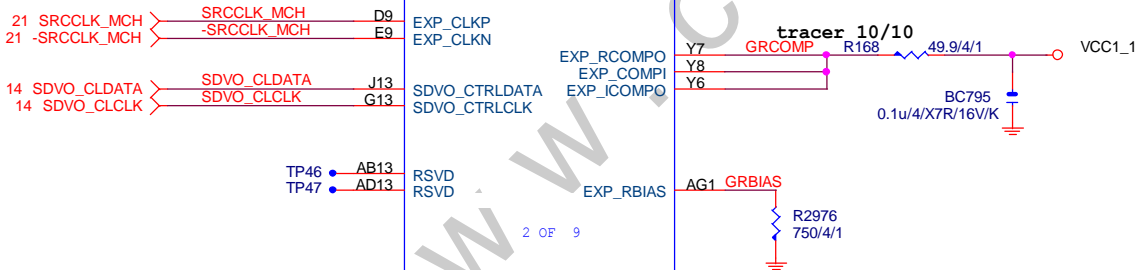 21 SRCCLK_MCH SRCCLK_MCH D9 EXP_CLKP
21 -SRCCLK_MCH -SRCCLK_MCH E9 EXP_CLKN
tracer 10/10
EXP_RCOMPO Y7 GRCOMP R168 49.9/4/1 VCC1_1
EXP_COMPI Y8
EXP_ICOMPO Y6
14 SDVO_CLDATA SDVO_CLDATA J13 SDVO_CTRLDATA
14 SDVO_CLCLK SDVO_CLCLK G13 SDVO_CTRLCLK
BC795
0.1u/4/X7R/16V/K
TP46 AB13 RSVD
TP47 AD13 RSVD
EXP_RBIAS AG1 GRBIAS
R2976
750/4/1
2 OF 9
w w . c